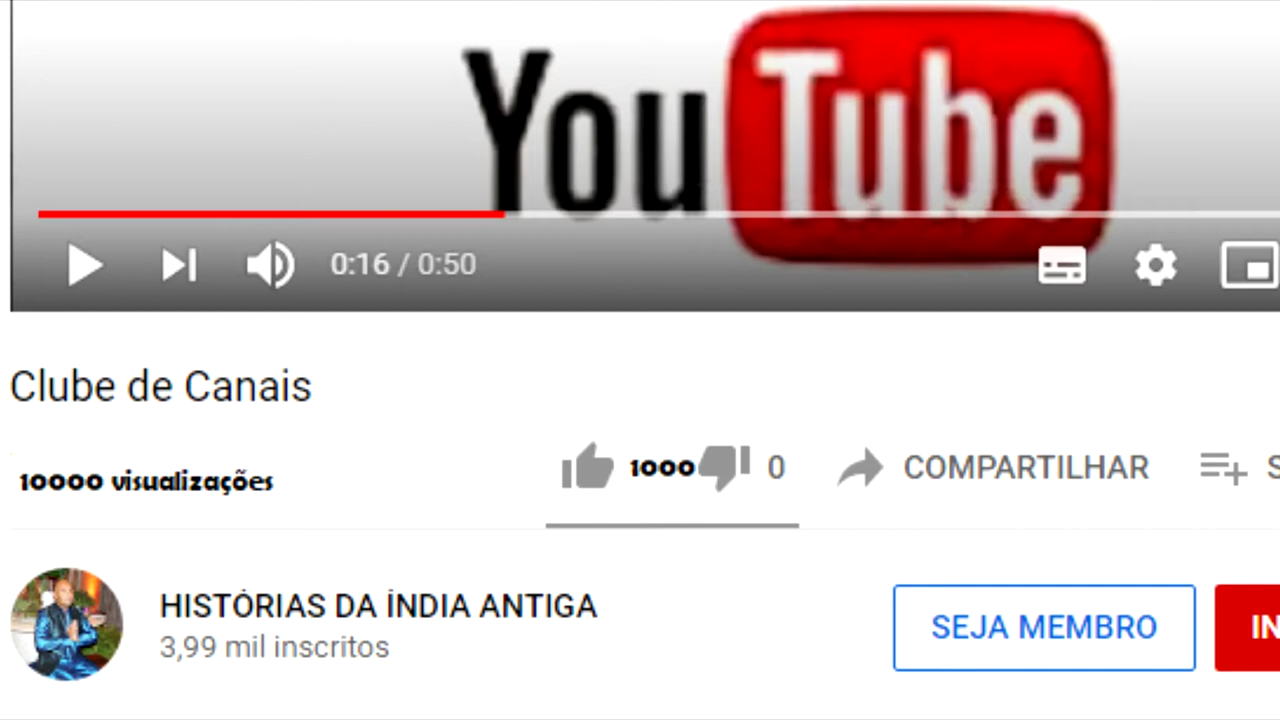 YouTube
0:16 / 0:50
Clube de Canais
10000 visualizações
1000 0 COMPARTILHAR S
HISTÓRIAS DA ÍNDIA ANTIGA
3,99 mil inscritos
SEJA MEMBRO IN